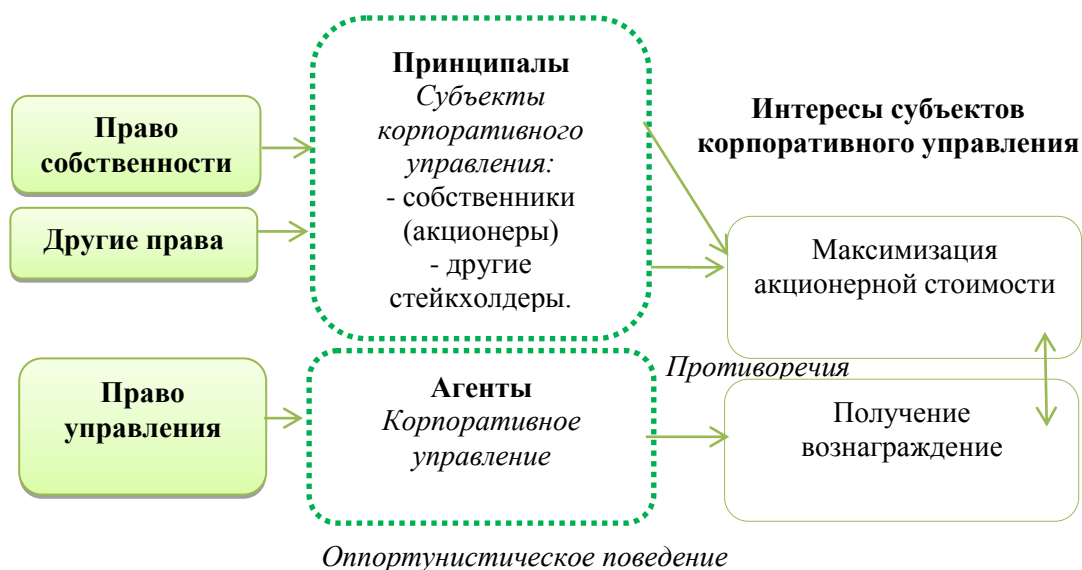 Право
собственности
Другие права
Принципалы
Субъекты
корпоративного
управления:
- собственники
(акционеры)
- другие
стейкхолдеры.
Интересы субъектов
корпоративного управления
Максимизация
акционерной стоимости
Противоречия
Право
управления
Агенты
Корпоративное
управление
Получение
вознаграждение
Оппортунистическое поведение